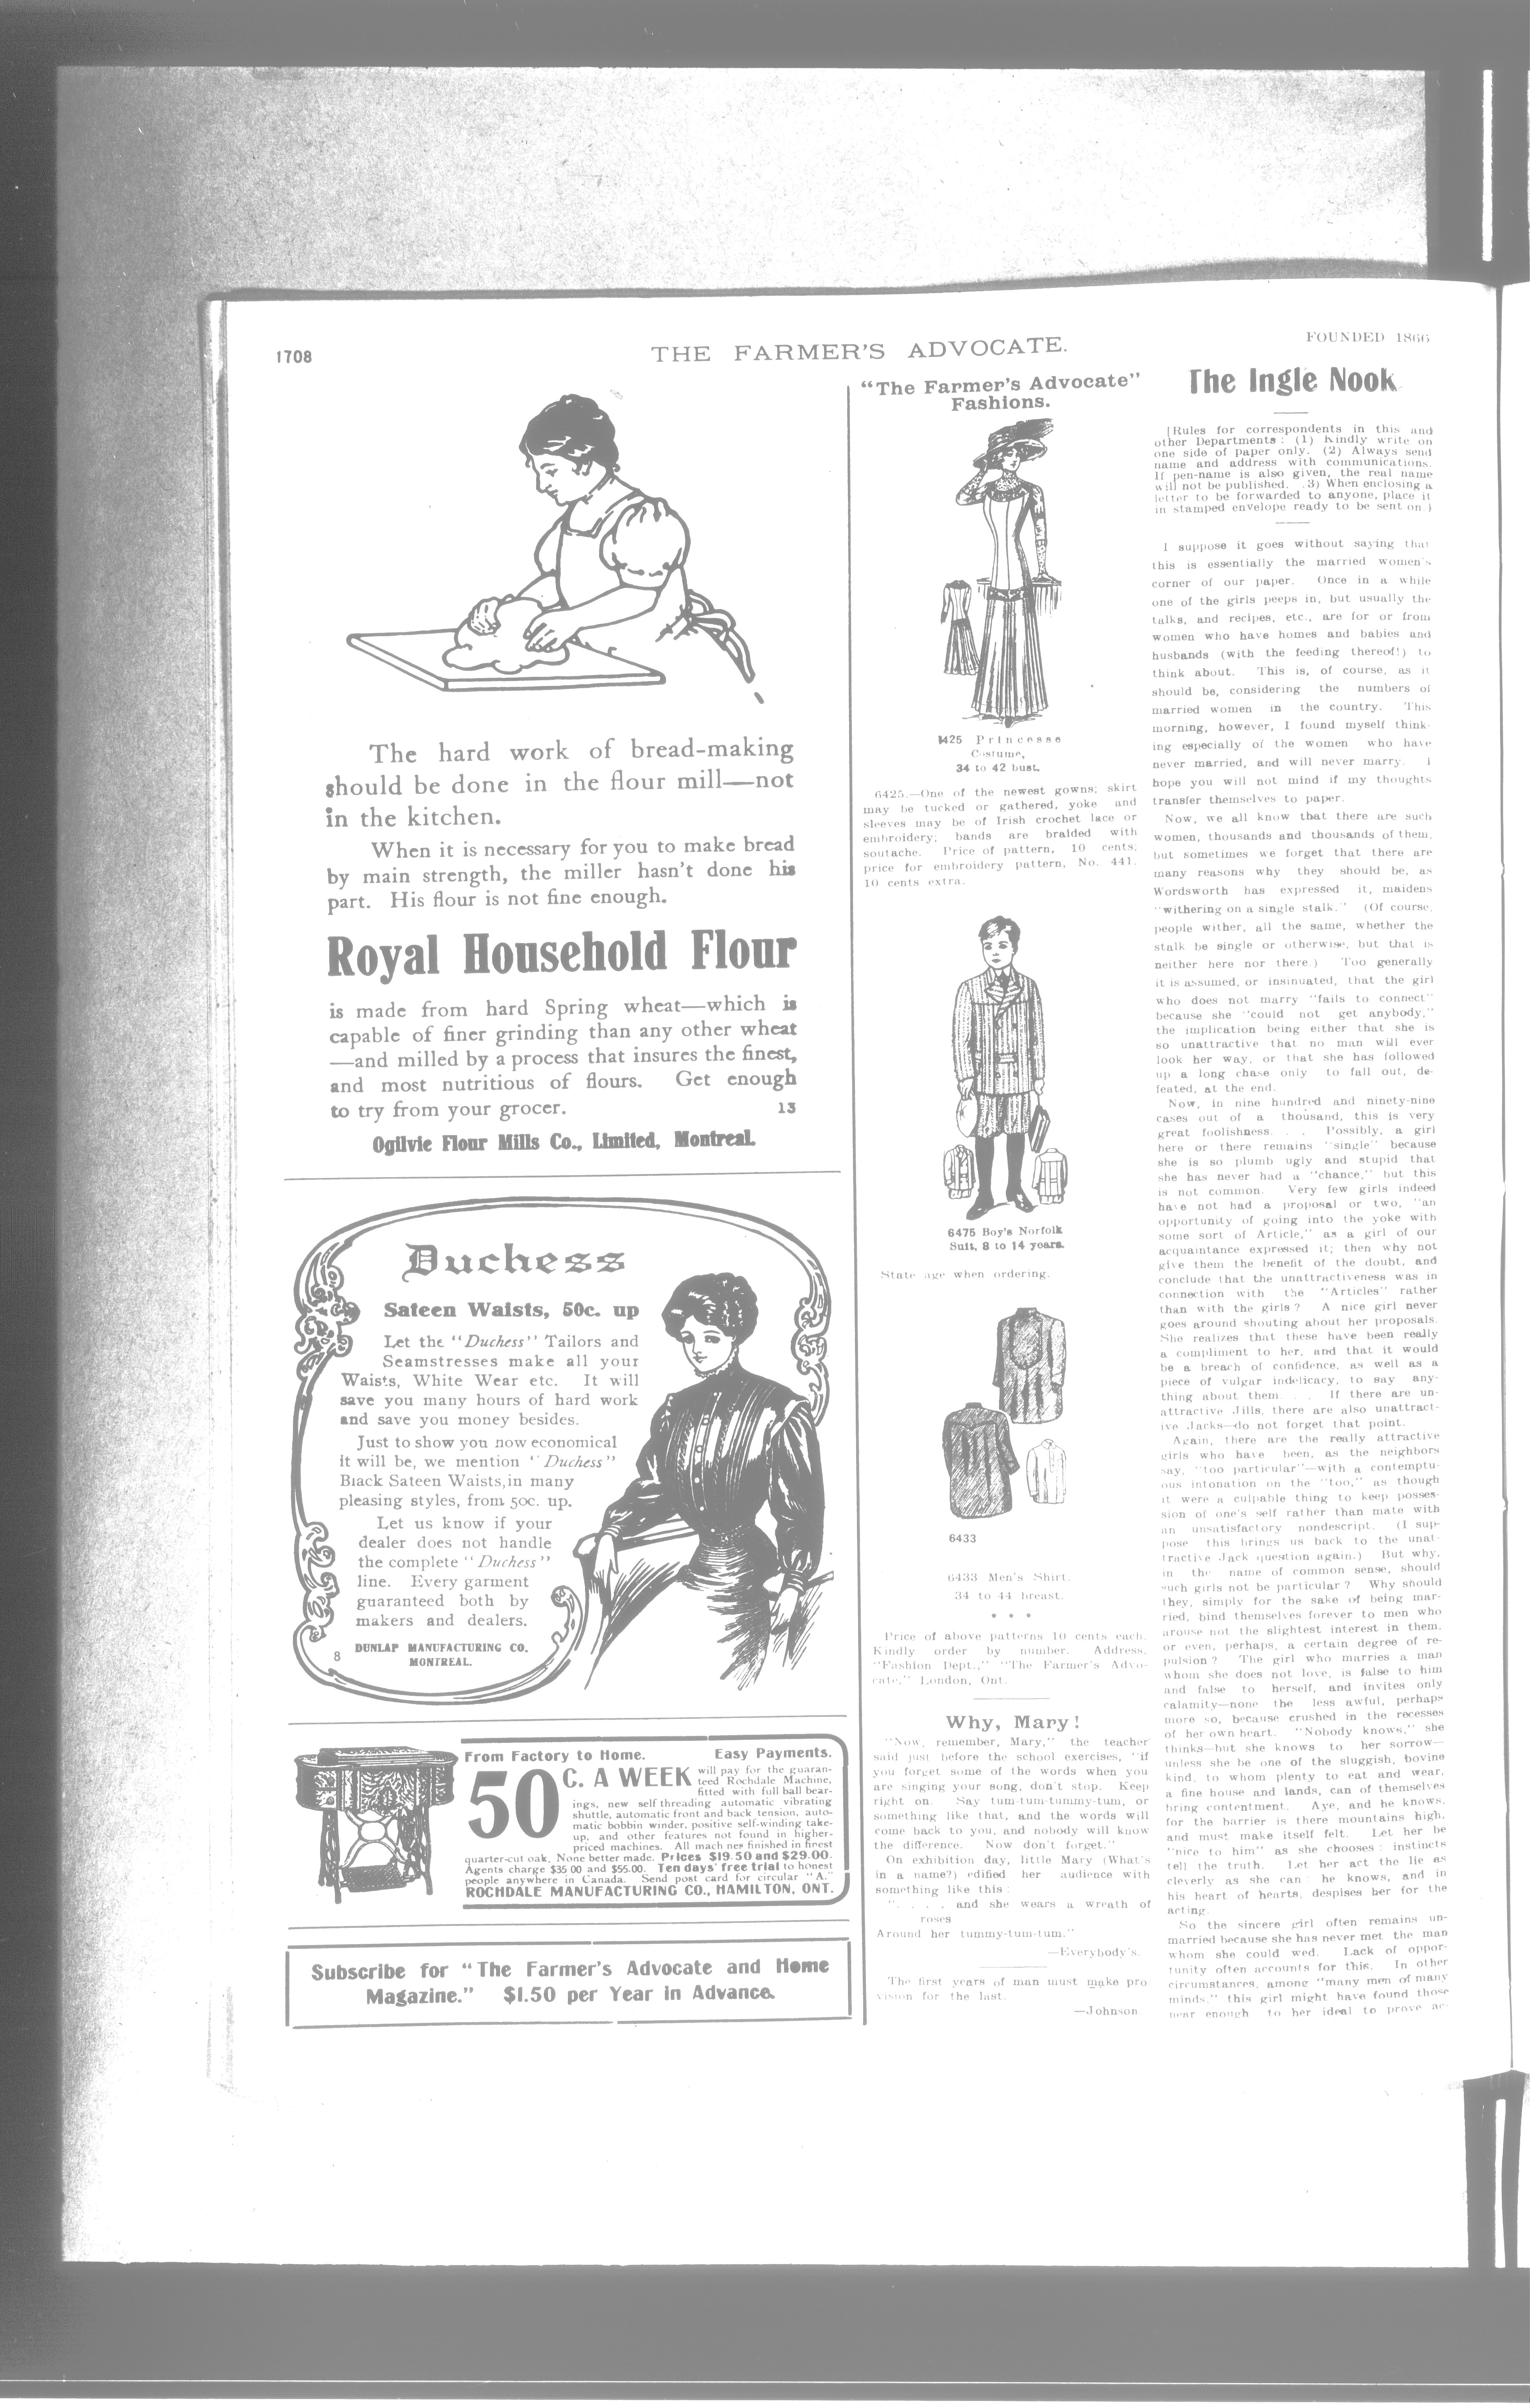 1708
THE FARMER'S ADVOCATE.
FOUNDED 1866
The hard work of bread-making
should be done in the flour mill—not
in the kitchen.
When it is necessary for you to make bread
by main strength, the miller hasn't done his
part. His flour is not fine enough.
Royal Household Flour
is made from hard Spring wheat—which is
capable of finer grinding than any other wheat
—and milled by a process that insures the finest,
and most nutritious of flours. Get enough
to try from your grocer. 13
Ogilvie Flour Mills Co., Limited, Montreal.
Duchess
Sateen Waists, 50c. up
Let the "Duchess" Tailors and
Seamstresses make all your
Waists, White Wear etc. It will
save you many hours of hard work
and save you money besides.
Just to show you now economical
it will be, we mention "Duchess"
Black Sateen Waists, in many
pleasing styles, from 50c. up.
Let us know if your
dealer does not handle
the complete "Duchess"
line. Every garment
guaranteed both by
makers and dealers.
8 DUNLAP MANUFACTURING CO.
MONTREAL.
From Factory to Home. Easy Payments.
50 C. A WEEK will pay for the guaran-
teed Rochdale Machine,
fitted with full ball bear-
ings, new self threading automatic vibrating
shuttle, automatic front and back tension, auto-
matic bobbin winder, positive self-winding take-
up, and other features not found in higher-
priced machines. All machines finished in finest
quarter-cut oak. None better made. Prices $19.50 and $29.00.
Agents charge $35 00 and $55.00. Ten days' free trial to honest
people anywhere in Canada. Send post card for circular "A."
ROCHDALE MANUFACTURING CO., HAMILTON, ONT.
Subscribe for "The Farmer's Advocate and Home
Magazine." $1.50 per Year in Advance.
"The Farmer's Advocate"
Fashions.
6425 Princesse
Costume,
34 to 42 bust.
6425.—One of the newest gowns; skirt
may be tucked or gathered, yoke and
sleeves may be of Irish crochet lace or
embroidery; bands are braided with
soutache. Price of pattern, 10 cents;
price for embroidery pattern, No. 441,
10 cents extra.
6475 Boy's Norfolk
Suit, 8 to 14 years.
State age when ordering.
6433
6433 Men's Shirt.
34 to 44 breast.
• • •
Price of above patterns 10 cents each.
Kindly order by number. Address,
"Fashion Dept.," "The Farmer's Advo-
cate," London, Ont.
Why, Mary!
"Now, remember, Mary," the teacher
said just before the school exercises, "if
you forget some of the words when you
are singing your song, don't stop. Keep
right on. Say tum-tum-tummy-tum, or
something like that, and the words will
come back to you, and nobody will know
the difference. Now don't forget."
On exhibition day, little Mary (What's
in a name?) edified her audience with
something like this:
". . . . and she wears a wreath of
roses
Around her tummy-tum-tum."
—Everybody's.
The first years of man must make pro
vision for the last.
—Johnson
The Ingle Nook
[Rules for correspondents in this and
other Departments: (1) Kindly write on
one side of paper only. (2) Always send
name and address with communications.
If pen-name is also given, the real name
will not be published. (3) When enclosing a
letter to be forwarded to anyone, place it
in stamped envelope ready to be sent on.]
I suppose it goes without saying that
this is essentially the married women's
corner of our paper. Once in a while
one of the girls peeps in, but usually the
talks, and recipes, etc., are for or from
women who have homes and babies and
husbands (with the feeding thereof!) to
think about. This is, of course, as it
should be, considering the numbers of
married women in the country. This
morning, however, I found myself think-
ing especially of the women who have
never married, and will never marry. I
hope you will not mind if my thoughts
transfer themselves to paper.
Now, we all know that there are such
women, thousands and thousands of them,
but sometimes we forget that there are
many reasons why they should be, as
Wordsworth has expressed it, maidens
"withering on a single stalk." (Of course,
people wither, all the same, whether the
stalk be single or otherwise, but that is
neither here nor there.) Too generally
it is assumed, or insinuated, that the girl
who does not marry "fails to connect"
because she "could not get anybody,"
the implication being either that she is
so unattractive that no man will ever
look her way, or that she has followed
up a long chase only to fall out, de-
feated, at the end.
Now, in nine hundred and ninety-nine
cases out of a thousand, this is very
great foolishness. . . Possibly, a girl
here or there remains "single" because
she is so plumb ugly and stupid that
she has never had a "chance," but this
is not common. Very few girls indeed
have not had a proposal or two, "an
opportunity of going into the yoke with
some sort of Article," as a girl of our
acquaintance expressed it; then why not
give them the benefit of the doubt, and
conclude that the unattractiveness was in
connection with the "Articles" rather
than with the girls? A nice girl never
goes around shouting about her proposals.
She realizes that these have been really
a compliment to her, and that it would
be a breach of confidence, as well as a
piece of vulgar indelicacy, to say any-
thing about them. . . If there are un-
attractive Jills, there are also unattract-
ive Jacks—do not forget that point.
Again, there are the really attractive
girls who have been, as the neighbors
say, "too particular"—with a contemptu-
ous intonation on the "too," as though
it were a culpable thing to keep posses-
sion of one's self rather than mate with
an unsatisfactory nondescript. (I sup-
pose this brings us back to the unat-
tractive Jack question again.) But why,
in the name of common sense, should
such girls not be particular? Why should
they, simply for the sake of being mar-
ried, bind themselves forever to men who
arouse not the slightest interest in them,
or even, perhaps, a certain degree of re-
pulsion? The girl who marries a man
whom she does not love, is false to him
and false to herself, and invites only
calamity—none the less awful, perhaps
more so, because crushed in the recesses
of her own heart. "Nobody knows," she
thinks—but she knows to her sorrow—
unless she be one of the sluggish, bovine
kind, to whom plenty to eat and wear,
a fine house and lands, can of themselves
bring contentment. Aye, and he knows,
for the barrier is there mountains high,
and must make itself felt. Let her be
"nice to him" as she chooses: instincts
tell the truth. Let her act the lie as
cleverly as she can: he knows, and in
his heart of hearts, despises her for the
acting.
So the sincere girl often remains un-
married because she has never met the man
whom she could wed. Lack of oppor-
tunity often accounts for this. In other
circumstances, among "many men of many
minds," this girl might have found those
near enough to her ideal to prove ac-